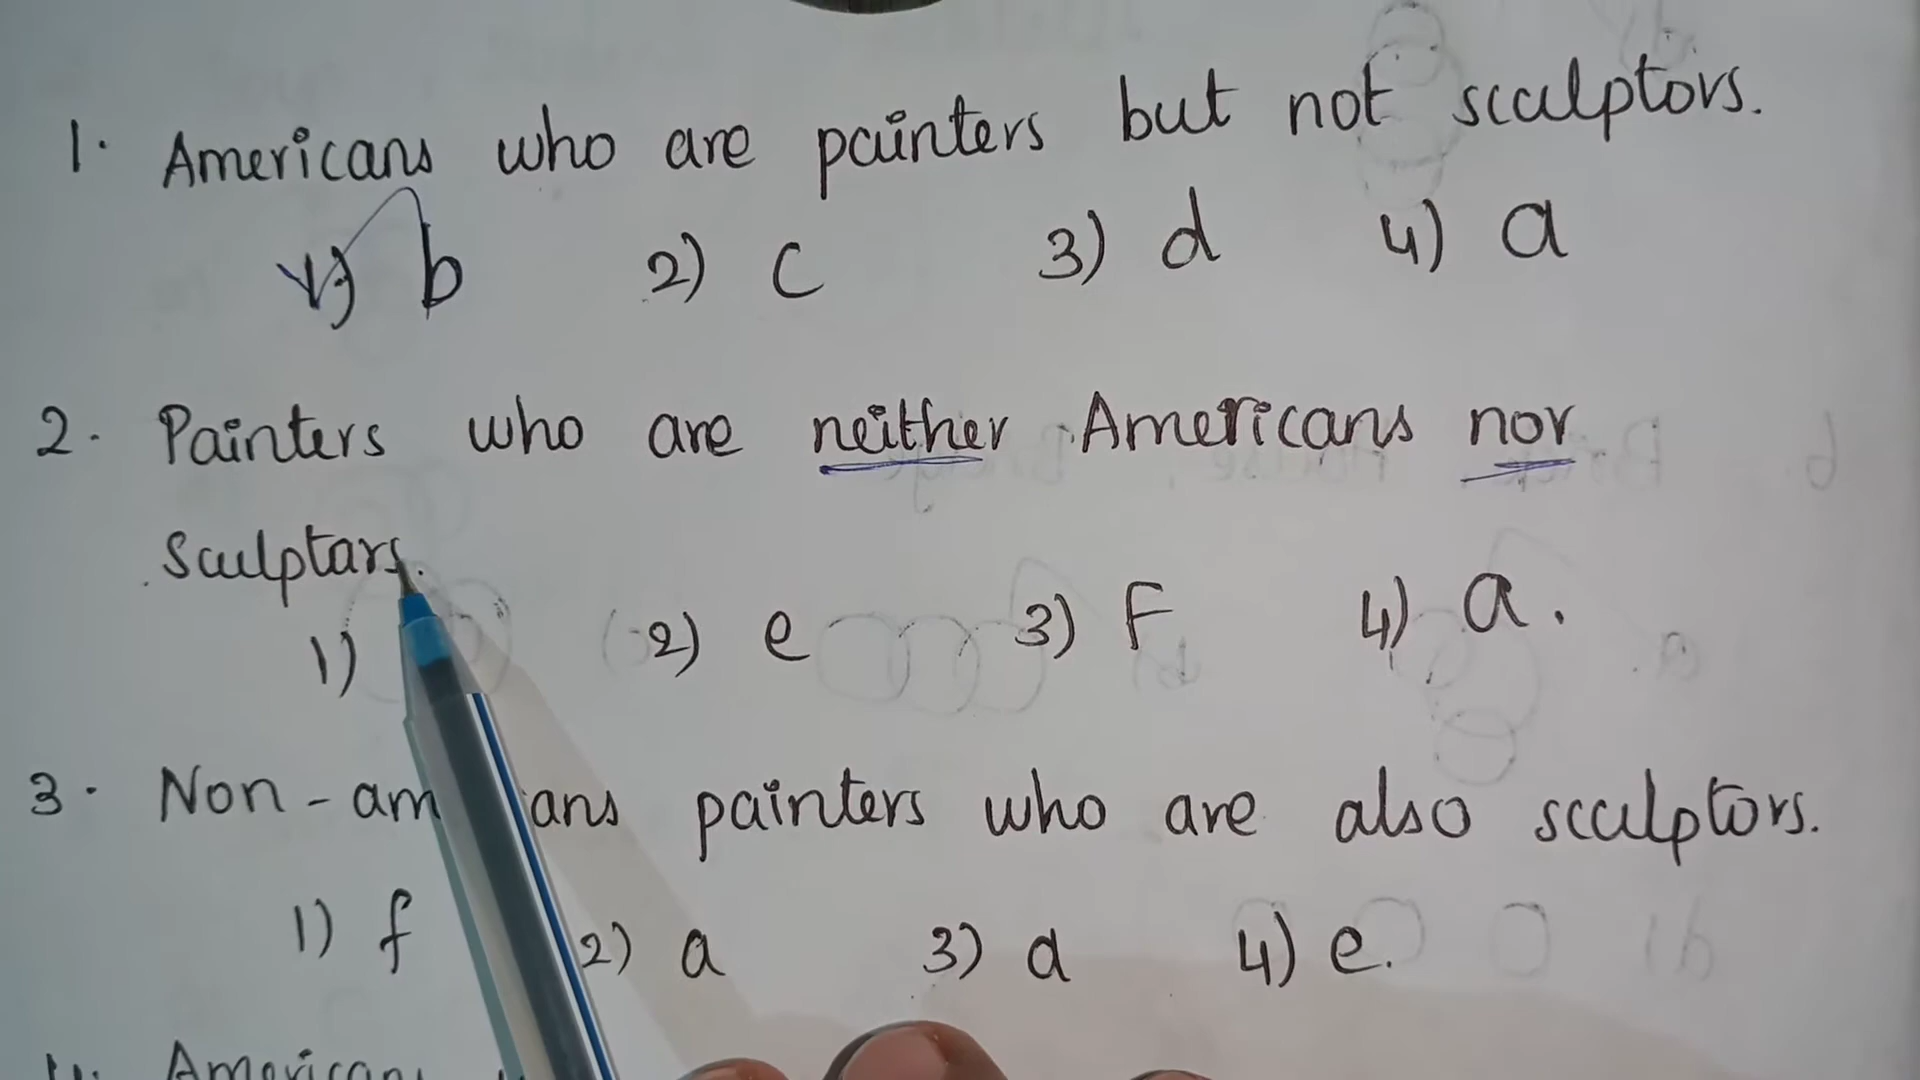 1. Americans who are painters but not sculptors.
1) b 2) c 3) d 4) a
2. Painters who are neither Americans nor
Sculptars.
1) 2) e 3) F 4) a.
3. Non-am ans painters who are also sculptors.
1) f 2) a 3) d 4) e.
American